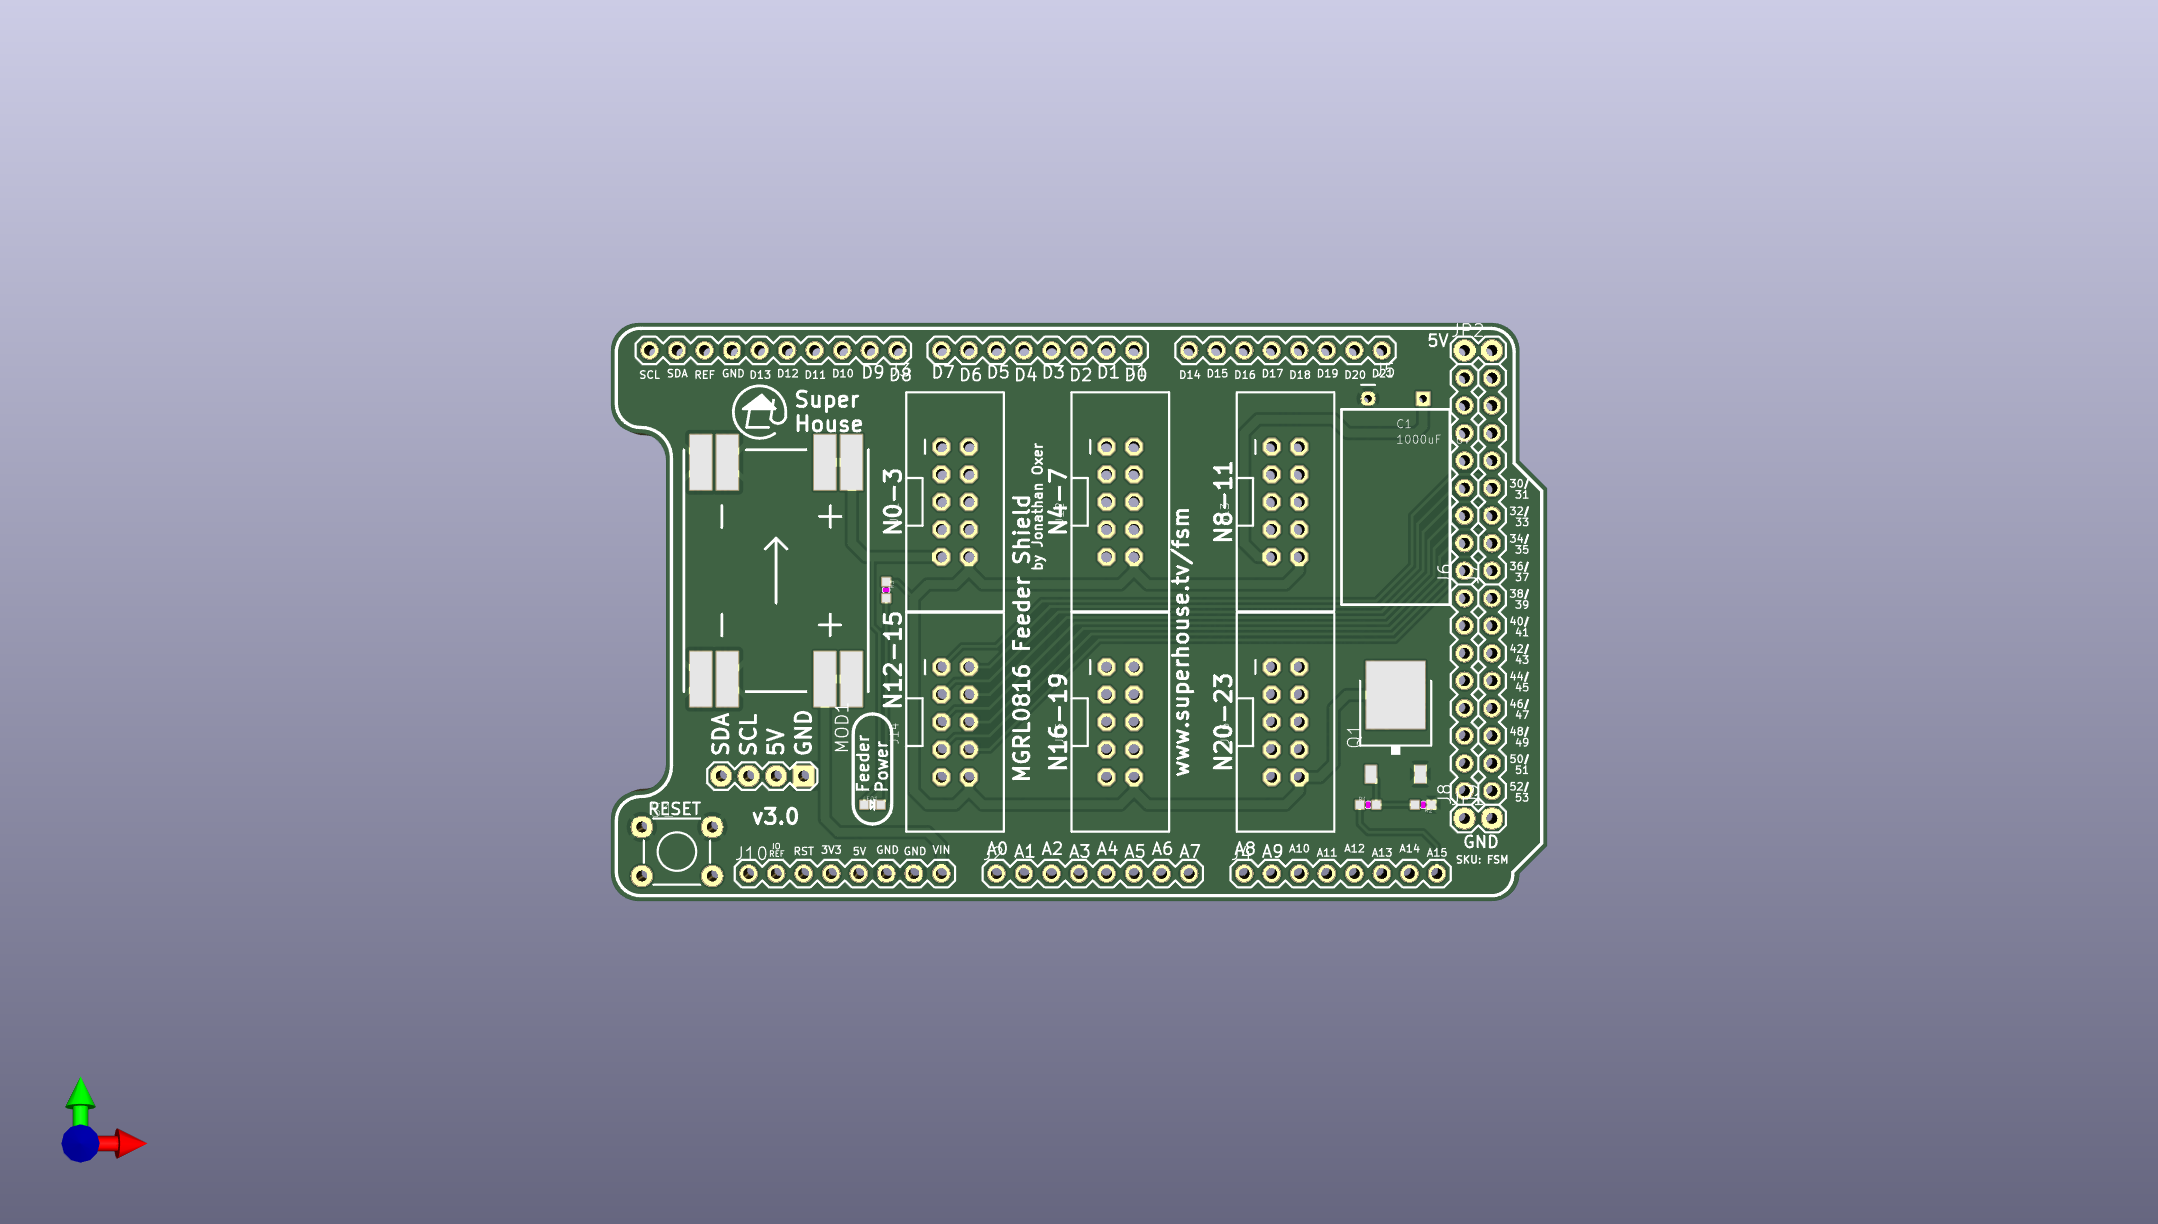 JP2
5V
SCL SDA REF GND D13 D12 D11 D10 D9 D8
D7 D6 D5 D4 D3 D2 D1 D0
D14 D15 D16 D17 D18 D19 D20 D21
Super
House
C1
1000uF
N0-3
N4-7
N8-11
MGRL0816 Feeder Shield
by Jonathan Oxer
www.superhouse.tv/fsm
30/
31
32/
33
34/
35
36/
37
38/
39
40/
41
42/
43
44/
45
46/
47
48/
49
50/
51
52/
53
J6
N12-15
N16-19
N20-23
− +
− +
SDA
SCL
5V
GND
MOD1
J14
Feeder
Power
Q1
J8
RESET
v3.0
GND
SKU: FSM
J10
IO
REF
RST 3V3 5V GND GND VIN
A0 A1 A2 A3 A4 A5 A6 A7
A8 A9 A10 A11 A12 A13 A14 A15